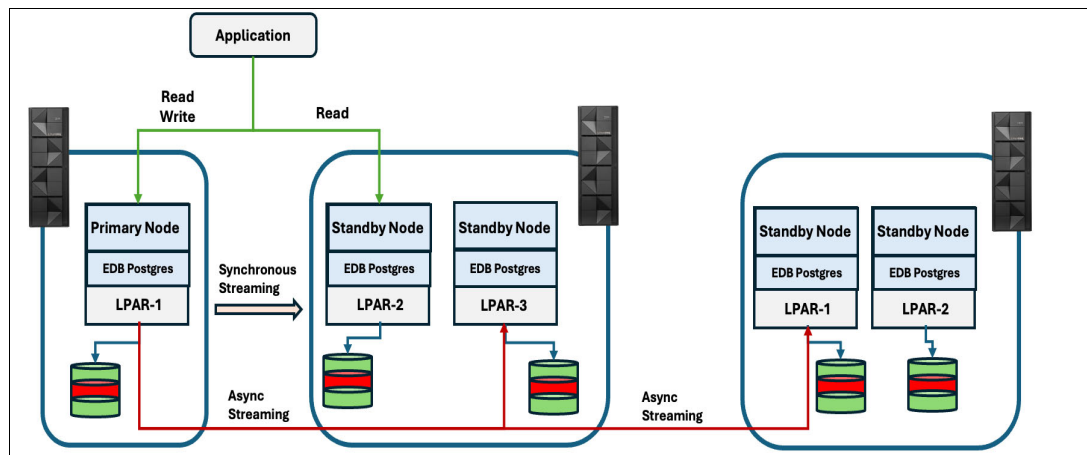 Application
Read
Write
Read
Primary Node
EDB Postgres
LPAR-1
Synchronous
Streaming
Standby Node
EDB Postgres
LPAR-2
Standby Node
EDB Postgres
LPAR-3
Standby Node
EDB Postgres
LPAR-1
Standby Node
EDB Postgres
LPAR-2
Async
Streaming
Async
Streaming